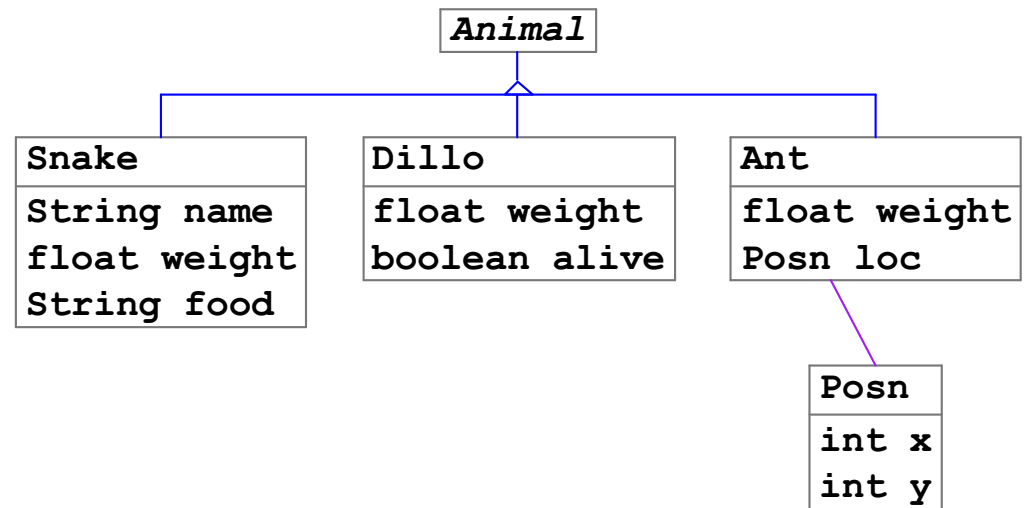 Animal
Snake
String name
float weight
String food
Dillo
float weight
boolean alive
Ant
float weight
Posn loc
Posn
int x
int y